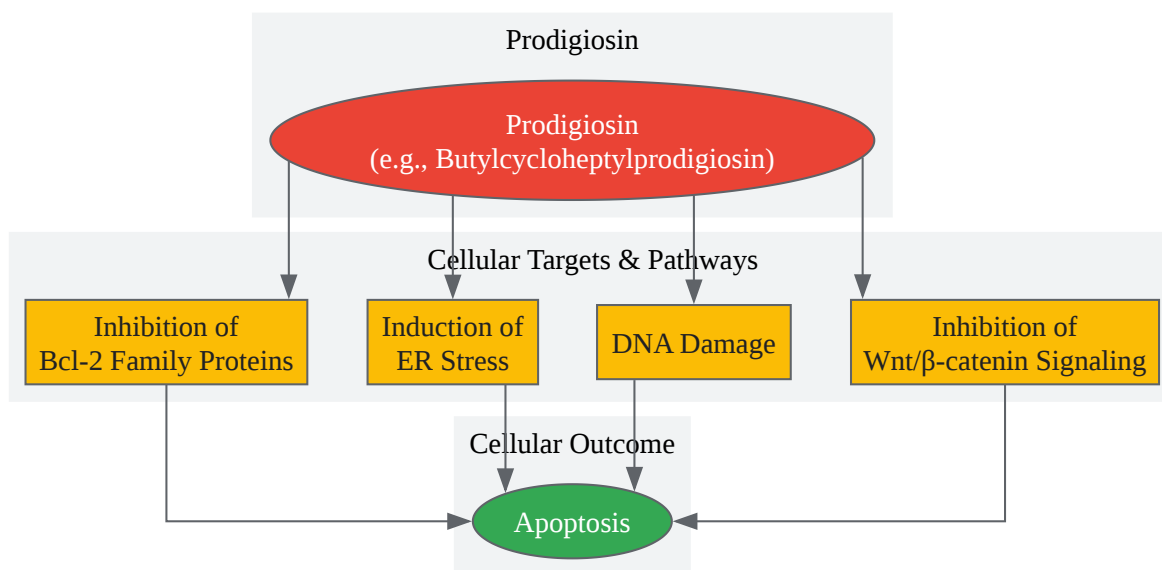 Prodigiosin
Prodigiosin
(e.g., Butylcycloheptylprodigiosin)
Cellular Targets & Pathways
Inhibition of
Bcl-2 Family Proteins
Induction of
ER Stress
DNA Damage
Inhibition of
Wnt/β-catenin Signaling
Cellular Outcome
Apoptosis